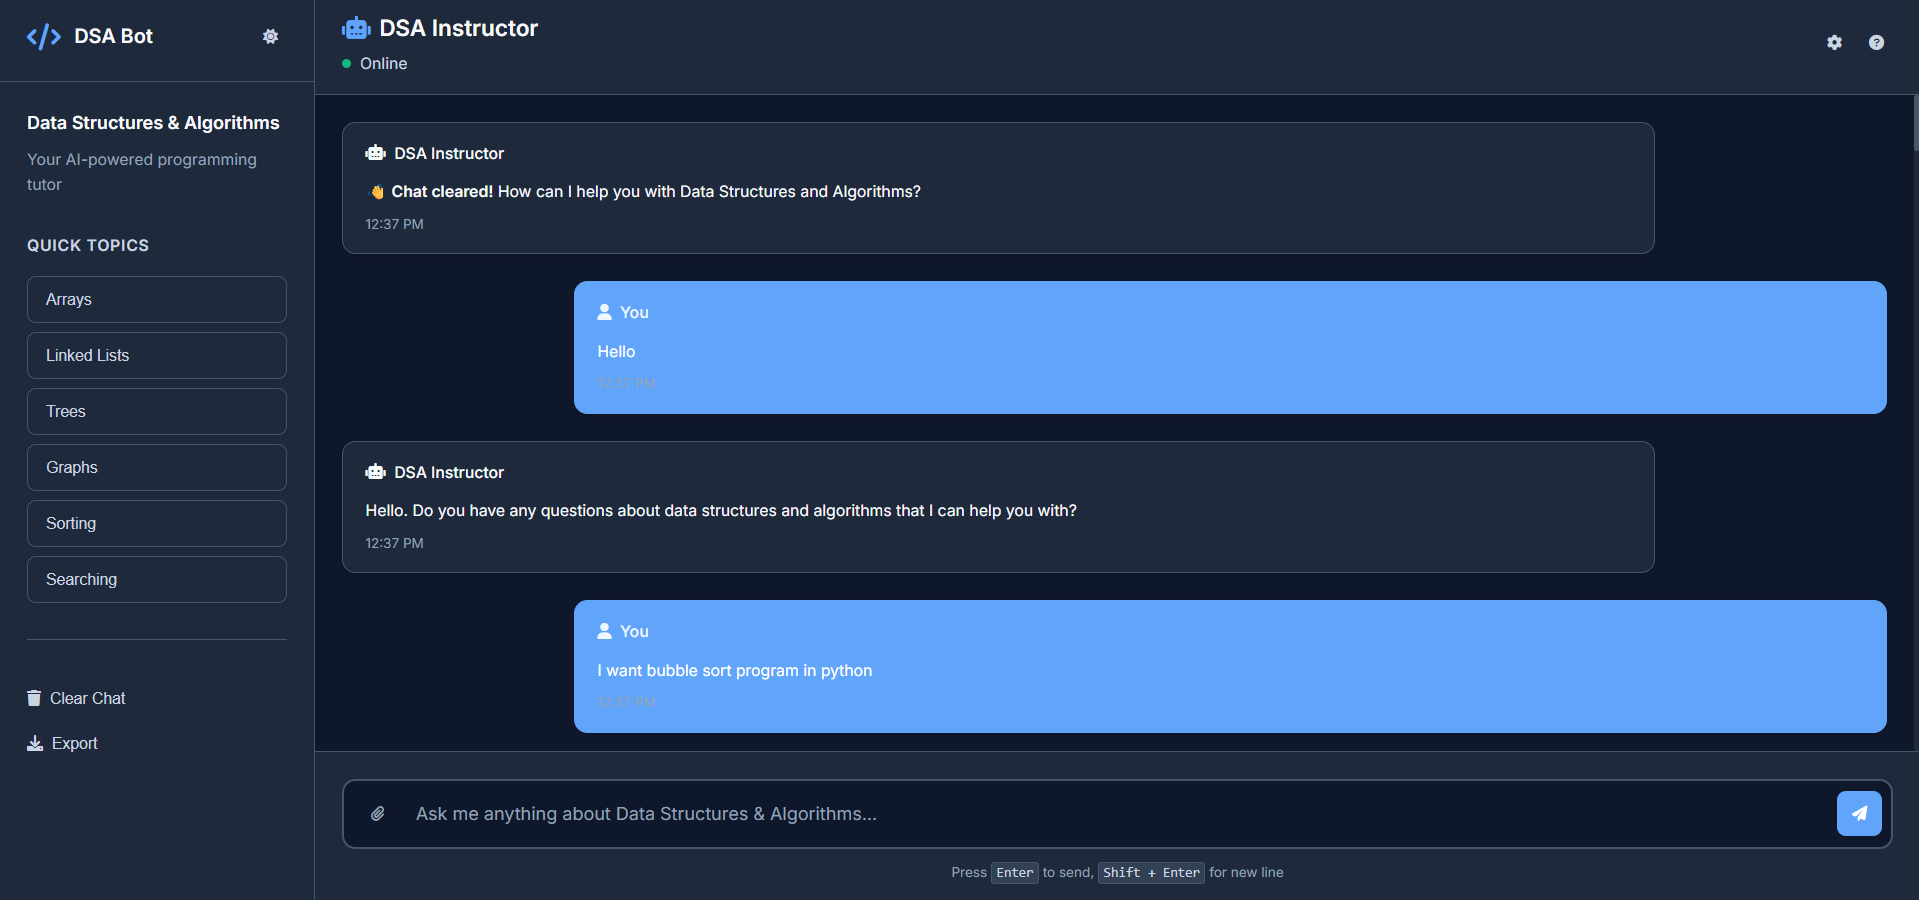 DSA Bot
Data Structures & Algorithms
Your AI-powered programming
tutor
QUICK TOPICS
Arrays
Linked Lists
Trees
Graphs
Sorting
Searching
Clear Chat
Export
DSA Instructor
Online
DSA Instructor
👋 Chat cleared! How can I help you with Data Structures and Algorithms?
12:37 PM
You
Hello
12:37 PM
DSA Instructor
Hello. Do you have any questions about data structures and algorithms that I can help you with?
12:37 PM
You
I want bubble sort program in python
12:37 PM
Ask me anything about Data Structures & Algorithms...
Press Enter to send, Shift + Enter for new line